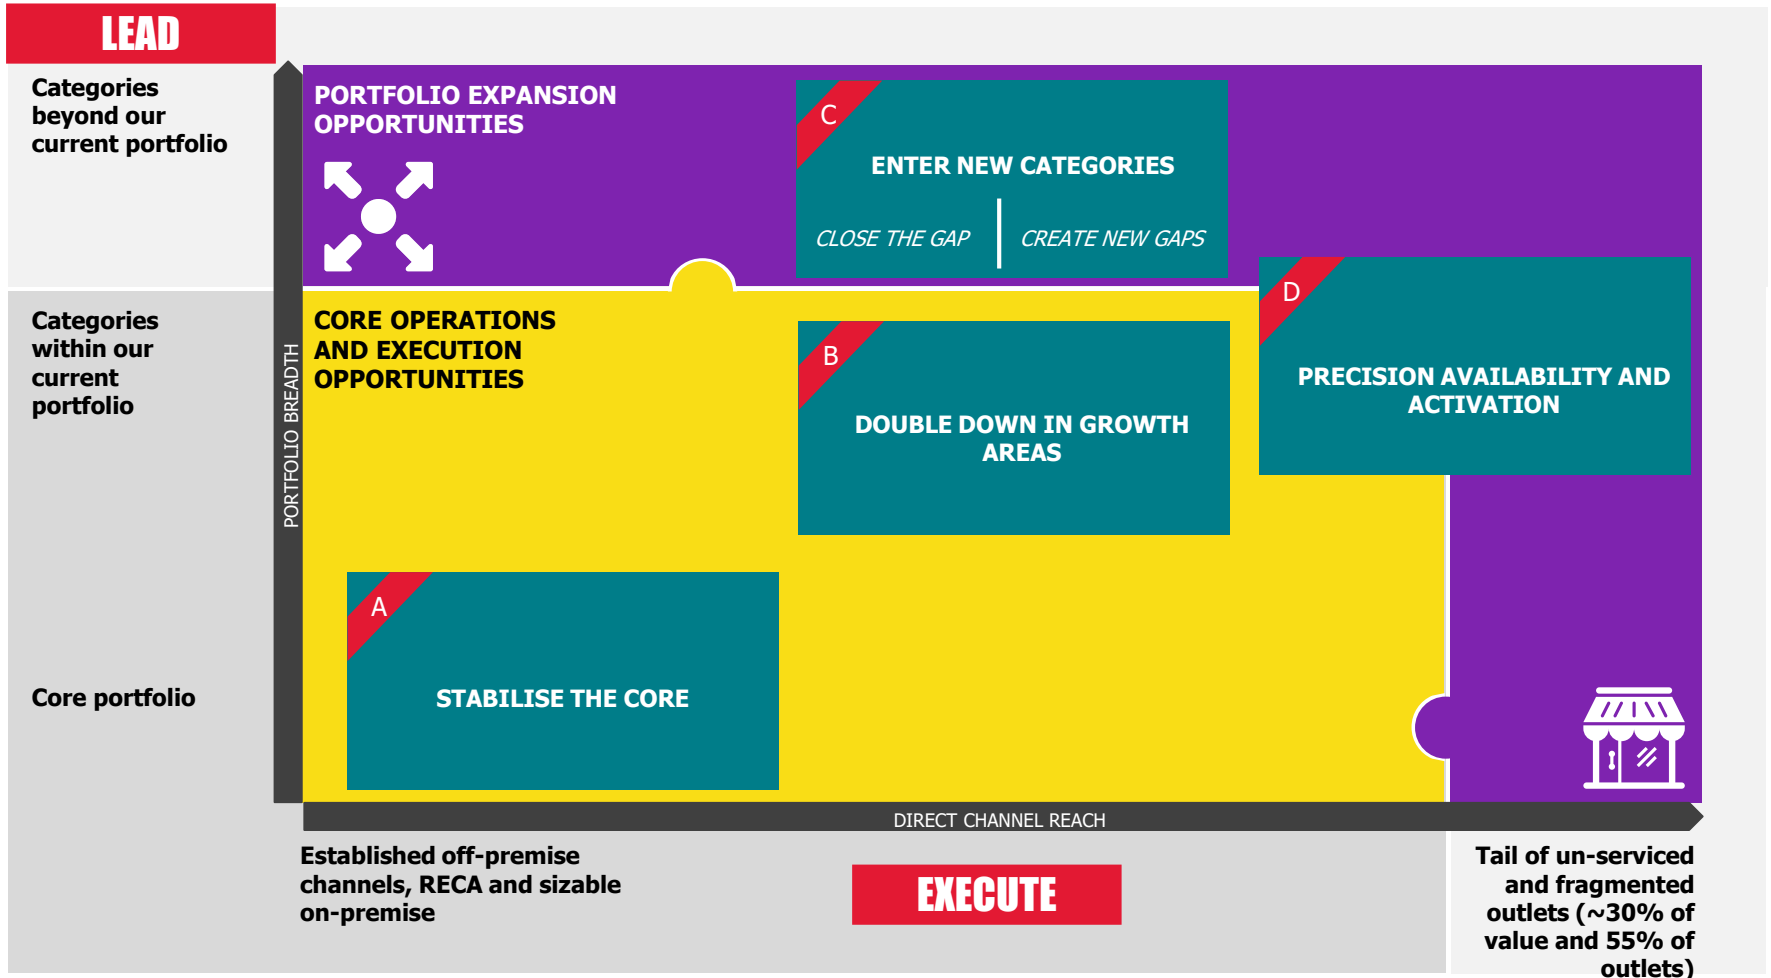 LEAD
Categories
beyond our
current portfolio
PORTFOLIO EXPANSION
OPPORTUNITIES
C
ENTER NEW CATEGORIES
CLOSE THE GAP
CREATE NEW GAPS
Categories
within our
current
portfolio
PORTFOLIO BREADTH
CORE OPERATIONS
AND EXECUTION
OPPORTUNITIES
B
DOUBLE DOWN IN GROWTH
AREAS
D
PRECISION AVAILABILITY AND
ACTIVATION
Core portfolio
A
STABILISE THE CORE
DIRECT CHANNEL REACH
Established off-premise
channels, RECA and sizable
on-premise
EXECUTE
Tail of un-serviced
and fragmented
outlets (~30% of
value and 55% of
outlets)